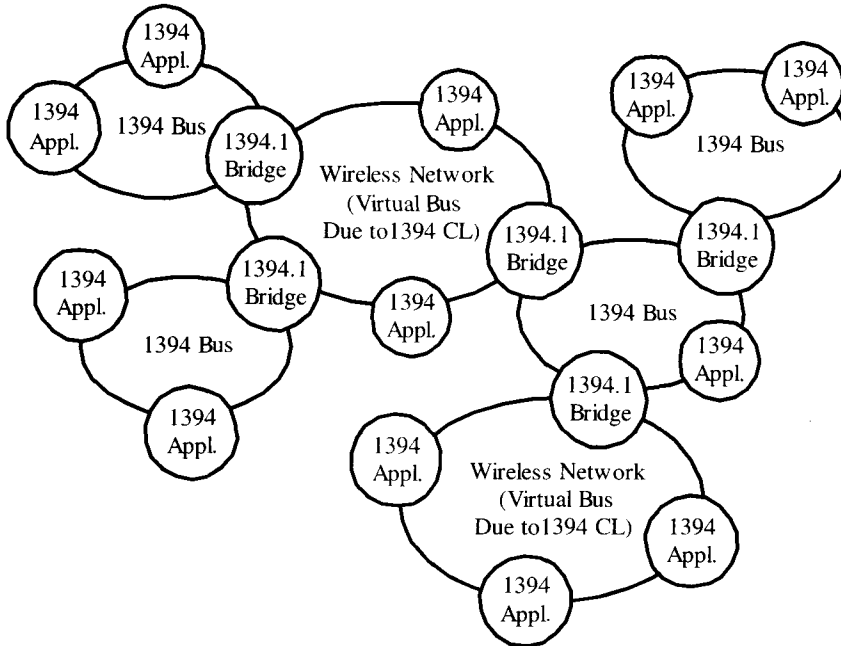 1394
Appl.
1394
Appl.
1394 Bus
1394.1
Bridge
1394
Appl.
Wireless Network
(Virtual Bus
Due to1394 CL)
1394
Appl.
1394
Appl.
1394 Bus
1394.1
Bridge
1394.1
Bridge
1394.1
Bridge
1394
Appl.
1394 Bus
1394
Appl.
1394
Appl.
1394 Bus
1394
Appl.
1394.1
Bridge
1394
Appl.
Wireless Network
(Virtual Bus
Due to1394 CL)
1394
Appl.
1394
Appl.